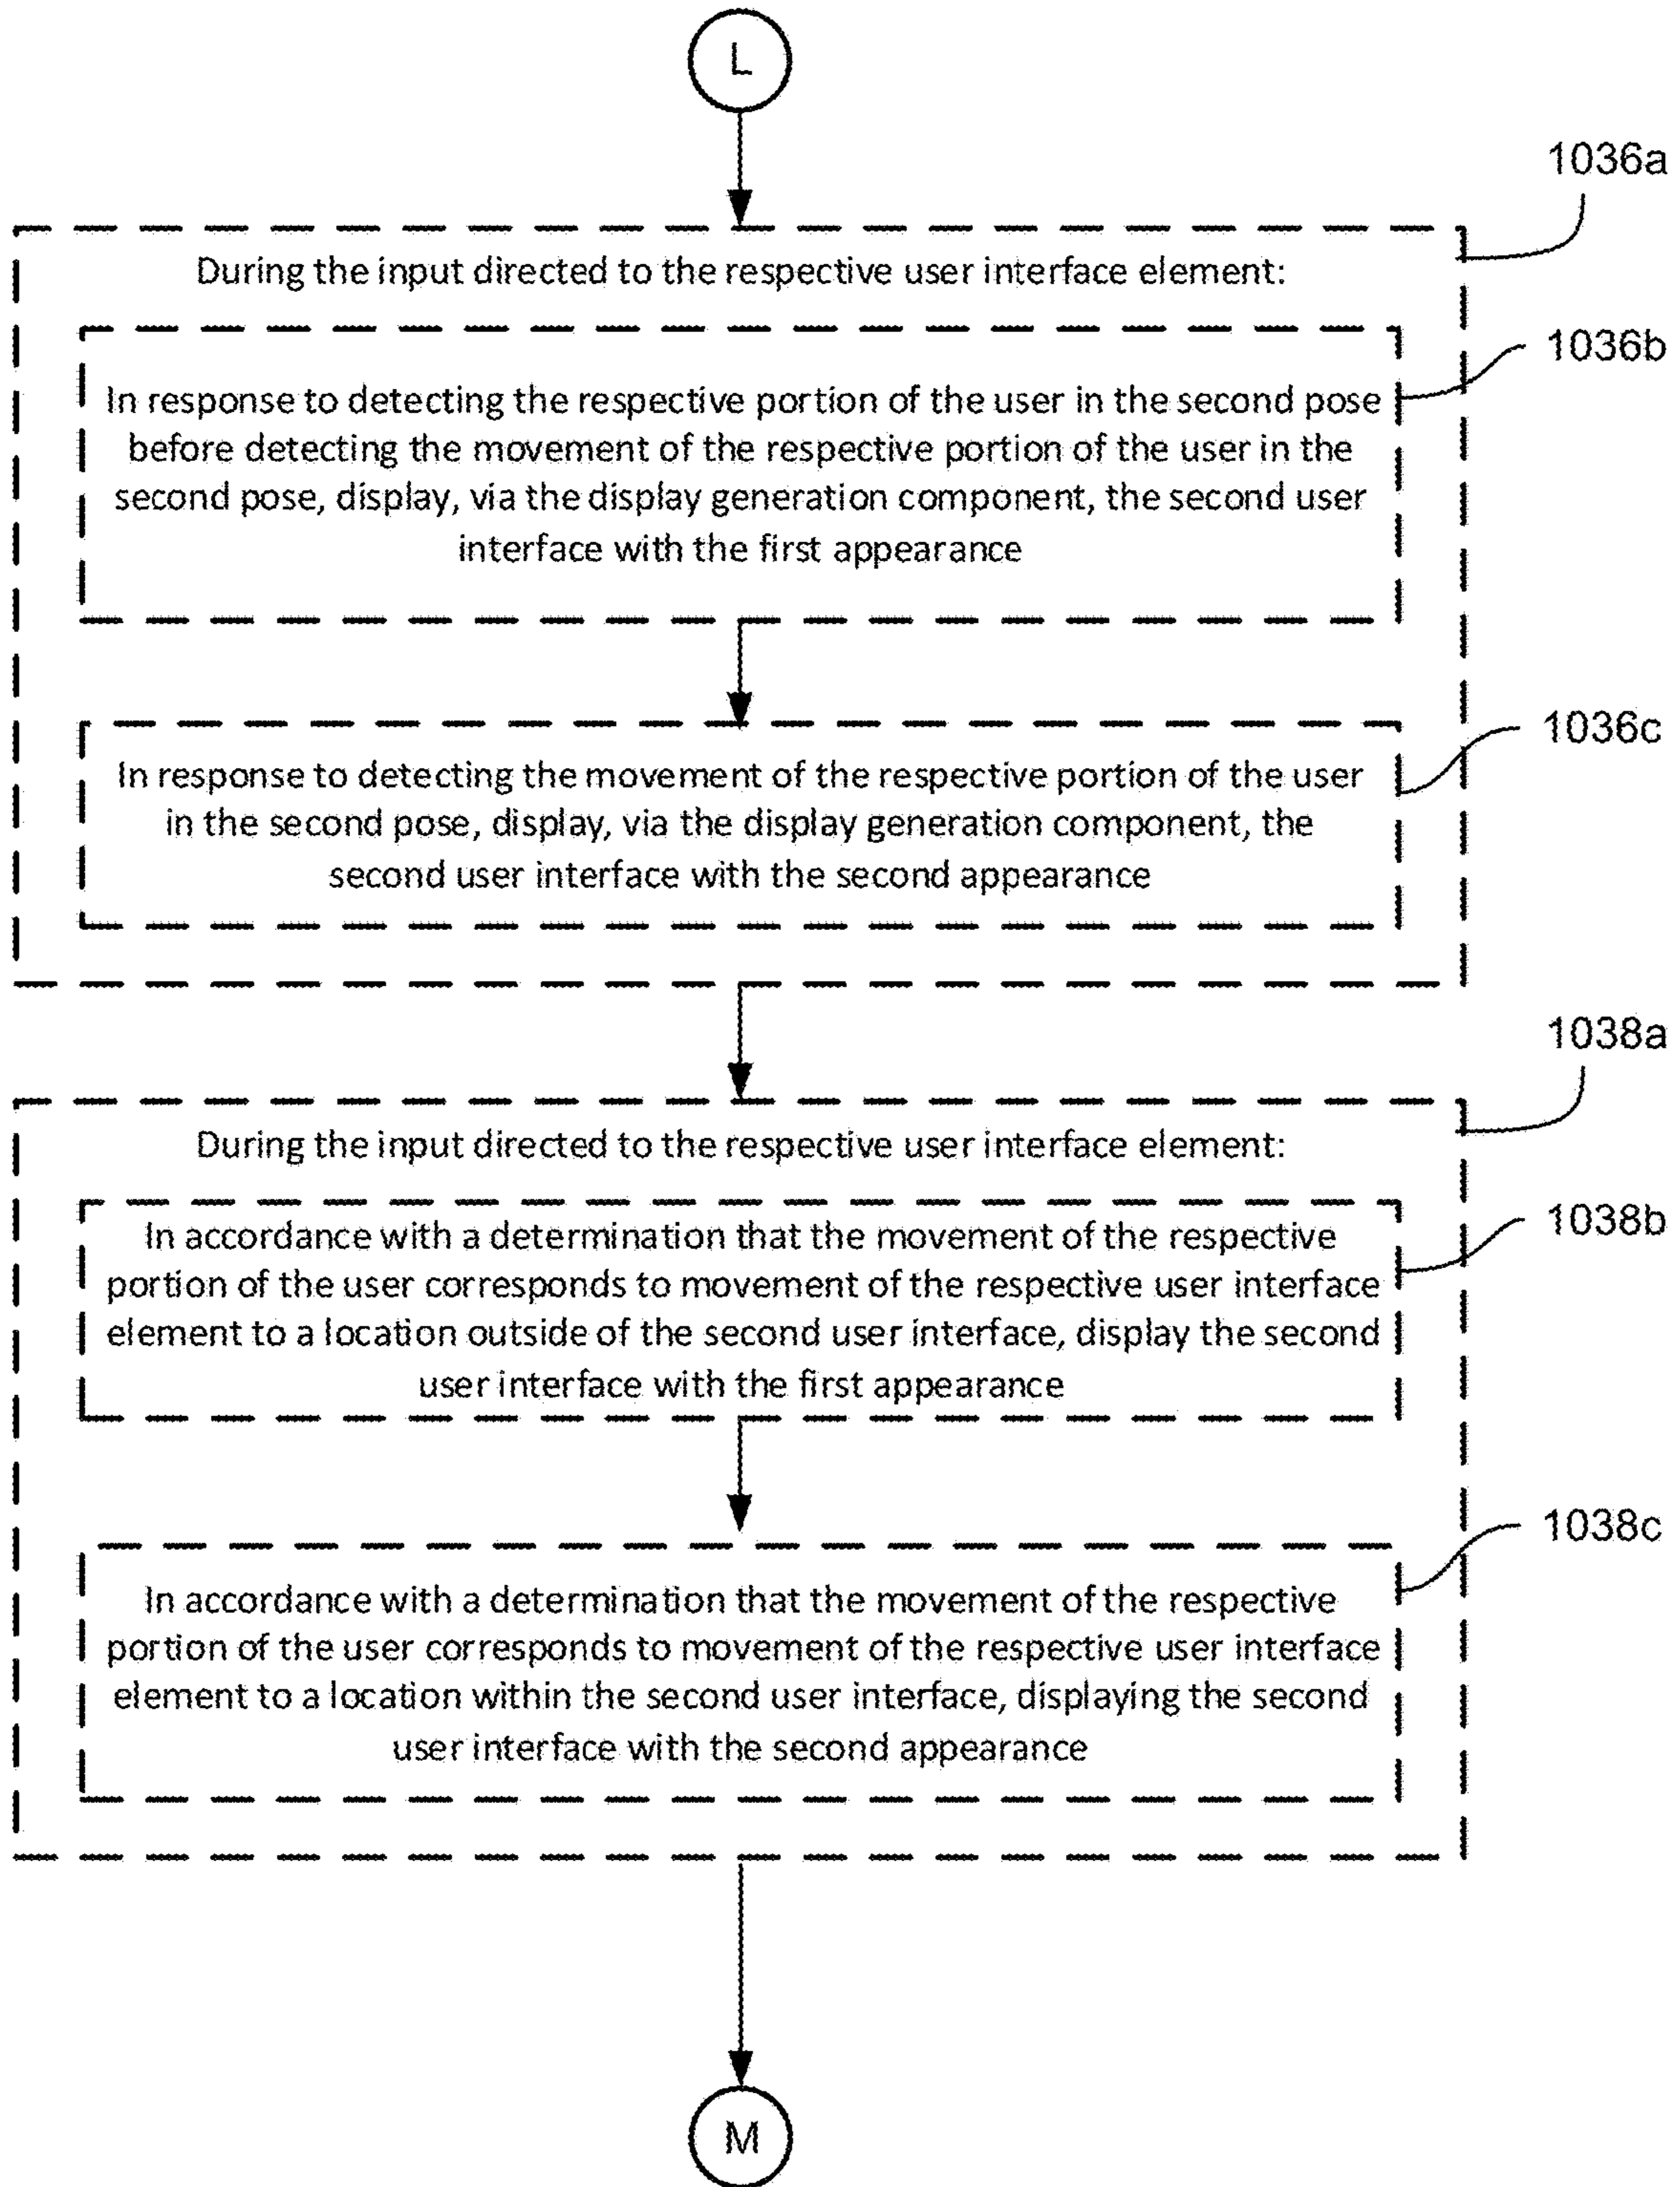 L
1036a
During the input directed to the respective user interface element:
1036b
In response to detecting the respective portion of the user in the second pose
before detecting the movement of the respective portion of the user in the
second pose, display, via the display generation component, the second user
interface with the first appearance
1036c
In response to detecting the movement of the respective portion of the user
in the second pose, display, via the display generation component, the
second user interface with the second appearance
1038a
During the input directed to the respective user interface element:
1038b
In accordance with a determination that the movement of the respective
portion of the user corresponds to movement of the respective user interface
element to a location outside of the second user interface, display the second
user interface with the first appearance
1038c
In accordance with a determination that the movement of the respective
portion of the user corresponds to movement of the respective user interface
element to a location within the second user interface, displaying the second
user interface with the second appearance
M